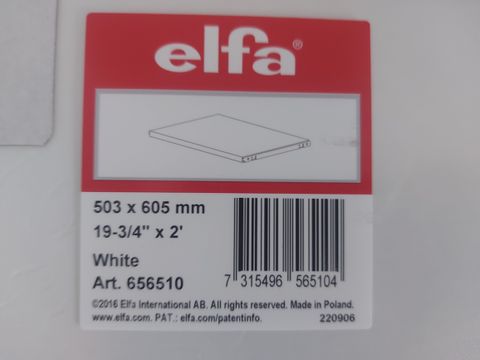 elfa®
503 x 605 mm
19-3/4" x 2'
White
Art. 656510
7 315496 565104
©2016 Elfa International AB. All rights reserved. Made in Poland.
www.elfa.com. PAT.: elfa.com/patentinfo. 220906